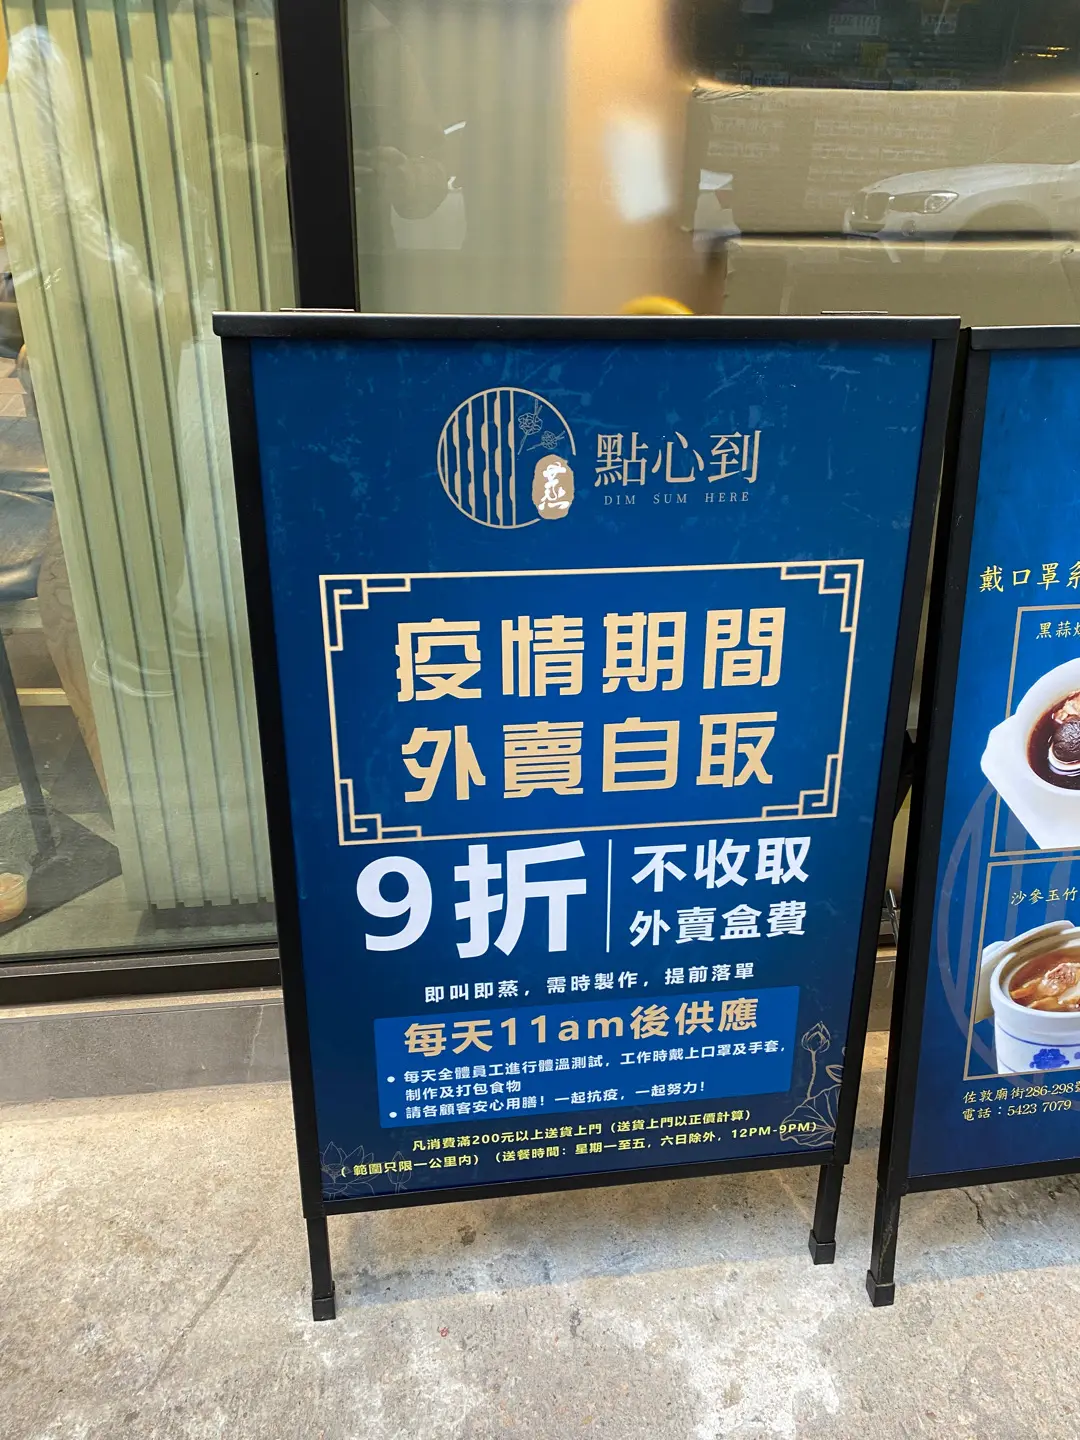 蒸
點心到
DIM SUM HERE
疫情期間
外賣自取
9折
不收取
外賣盒費
即叫即蒸，需時製作，提前落單
每天11am後供應
• 每天全體員工進行體溫測試，工作時戴上口罩及手套，
制作及打包食物
• 請各顧客安心用膳！一起抗疫，一起努力！
凡消費滿200元以上送貨上門（送貨上門以正價計算）
（範圍只限一公里內）（送餐時間：星期一至五，六日除外，12PM-9PM）
戴口罩
黑蒜
沙參玉竹
佐敦廟街286-298
電話：5423 7079